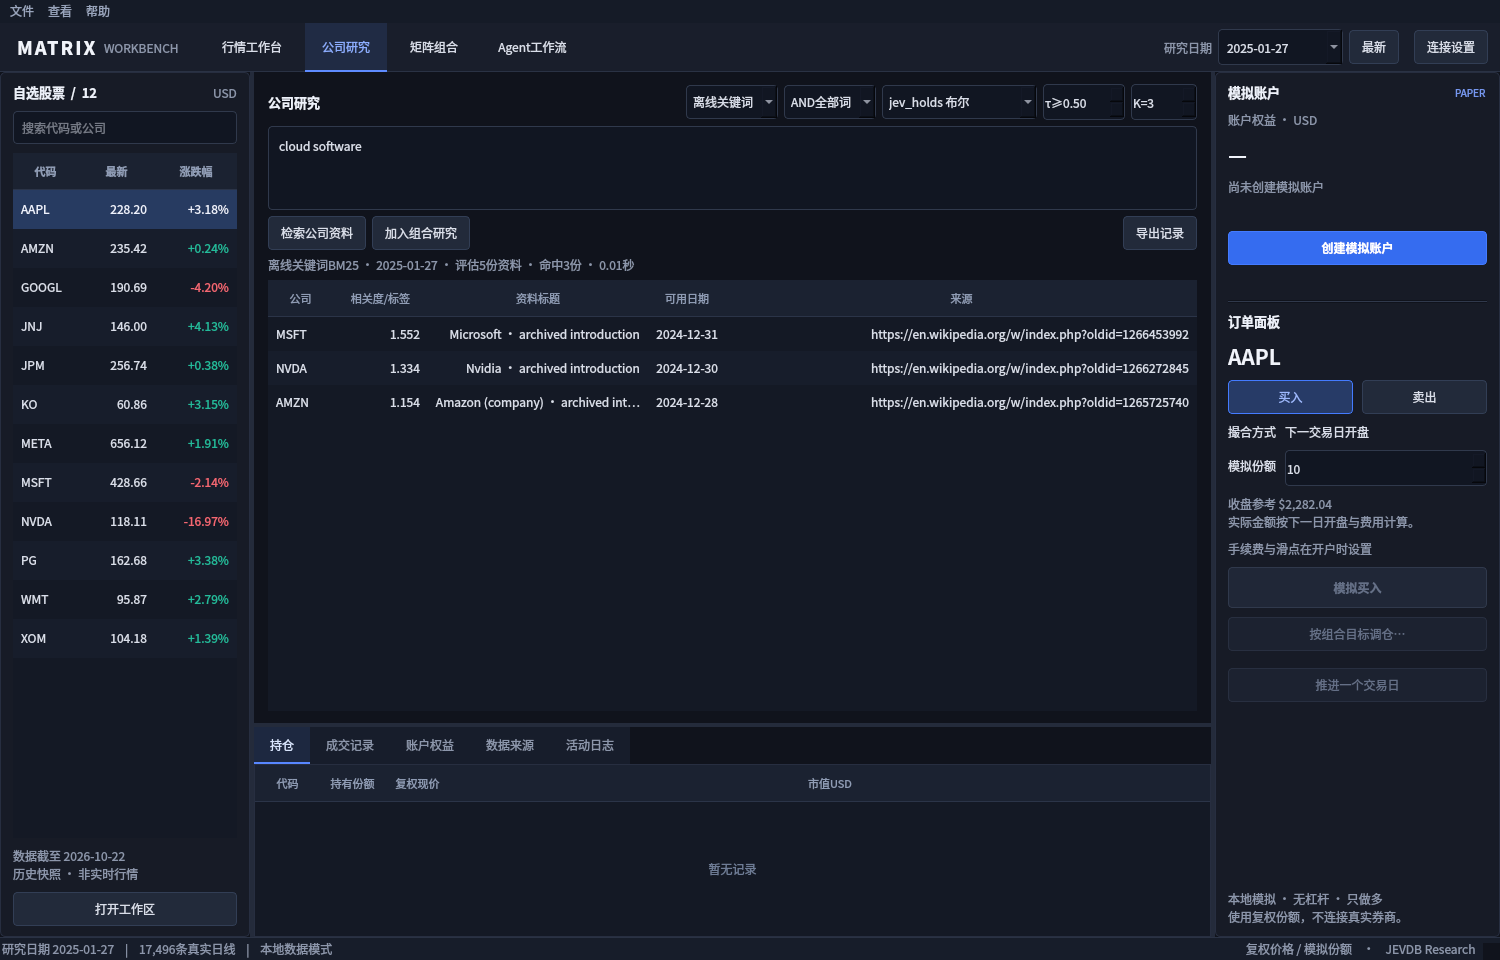 文件 查看 帮助
MATRIX WORKBENCH 行情工作台 公司研究 矩阵组合 Agent工作流 研究日期 2025-01-27 最新 连接设置
自选股票 / 12 USD
搜索代码或公司
代码 最新 涨跌幅
AAPL 228.20 +3.18%
AMZN 235.42 +0.24%
GOOGL 190.69 -4.20%
JNJ 146.00 +4.13%
JPM 256.74 +0.38%
KO 60.86 +3.15%
META 656.12 +1.91%
MSFT 428.66 -2.14%
NVDA 118.11 -16.97%
PG 162.68 +3.38%
WMT 95.87 +2.79%
XOM 104.18 +1.39%
数据截至 2026-10-22
历史快照 · 非实时行情
打开工作区
公司研究 离线关键词 AND全部词 jev_holds 布尔 τ≥0.50 K=3
cloud software
检索公司资料 加入组合研究 导出记录
离线关键词BM25 · 2025-01-27 · 评估5份资料 · 命中3份 · 0.01秒
公司 相关度/标签 资料标题 可用日期 来源
MSFT 1.552 Microsoft · archived introduction 2024-12-31 https://en.wikipedia.org/w/index.php?oldid=1266453992
NVDA 1.334 Nvidia · archived introduction 2024-12-30 https://en.wikipedia.org/w/index.php?oldid=1266272845
AMZN 1.154 Amazon (company) · archived int… 2024-12-28 https://en.wikipedia.org/w/index.php?oldid=1265725740
持仓 成交记录 账户权益 数据来源 活动日志
代码 持有份额 复权现价 市值USD
暂无记录
模拟账户 PAPER
账户权益 · USD
—
尚未创建模拟账户
创建模拟账户
订单面板
AAPL
买入 卖出
撮合方式 下一交易日开盘
模拟份额 10
收盘参考 $2,282.04
实际金额按下一日开盘与费用计算。
手续费与滑点在开户时设置
模拟买入
按组合目标调仓…
推进一个交易日
本地模拟 · 无杠杆 · 只做多
使用复权份额，不连接真实券商。
研究日期 2025-01-27 | 17,496条真实日线 | 本地数据模式 复权价格 / 模拟份额 · JEVDB Research